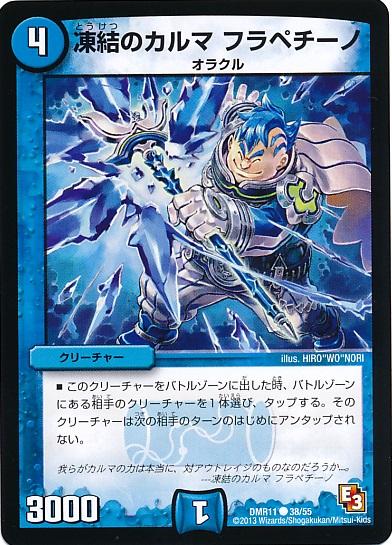 4
とうけつ
凍結のカルマ フラペチーノ
オラクル
illus. HIRO"WO"NORI
クリーチャー
■ このクリーチャーをバトルゾーンに出した時、バトルゾーン
にある相手のクリーチャーを1体選び、タップする。その
クリーチャーは次の相手のターンのはじめにアンタップされ
ない。
我らがカルマの力は本当に、対アウトレイジのものなのだろうか…。
---凍結のカルマ フラペチーノ
3000
1
DMR11 ● 38/55
©2013 Wizards/Shogakukan/Mitsui-Kids
E3